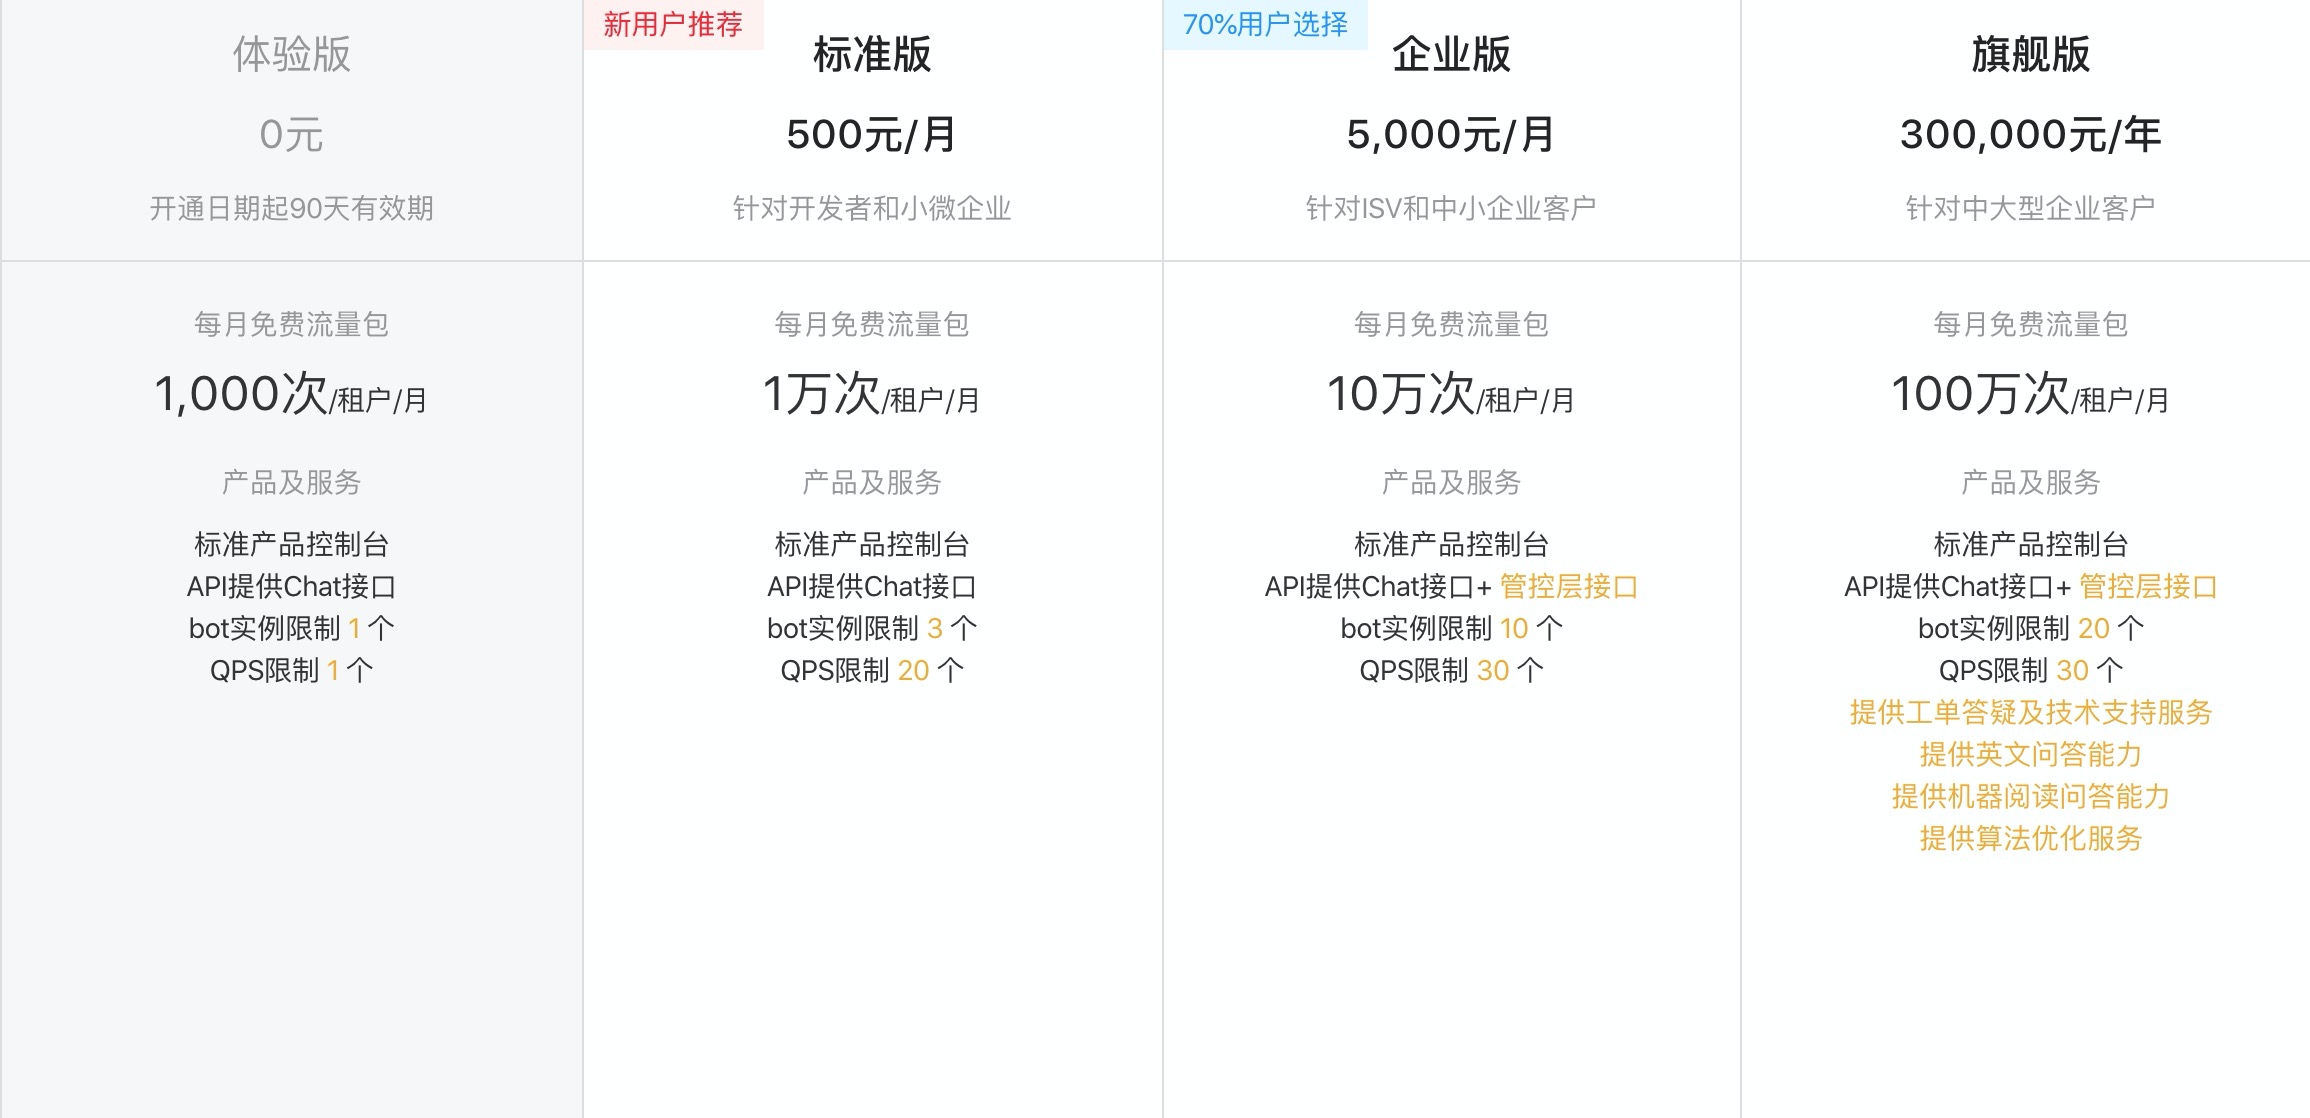 体验版
0元
开通日期起90天有效期
每月免费流量包
1,000次/租户/月
产品及服务
标准产品控制台
API提供Chat接口
bot实例限制 1 个
QPS限制 1 个
新用户推荐
标准版
500元/月
针对开发者和小微企业
每月免费流量包
1万次/租户/月
产品及服务
标准产品控制台
API提供Chat接口
bot实例限制 3 个
QPS限制 20 个
70%用户选择
企业版
5,000元/月
针对ISV和中小企业客户
每月免费流量包
10万次/租户/月
产品及服务
标准产品控制台
API提供Chat接口+ 管控层接口
bot实例限制 10 个
QPS限制 30 个
旗舰版
300,000元/年
针对中大型企业客户
每月免费流量包
100万次/租户/月
产品及服务
标准产品控制台
API提供Chat接口+ 管控层接口
bot实例限制 20 个
QPS限制 30 个
提供工单答疑及技术支持服务
提供英文问答能力
提供机器阅读问答能力
提供算法优化服务